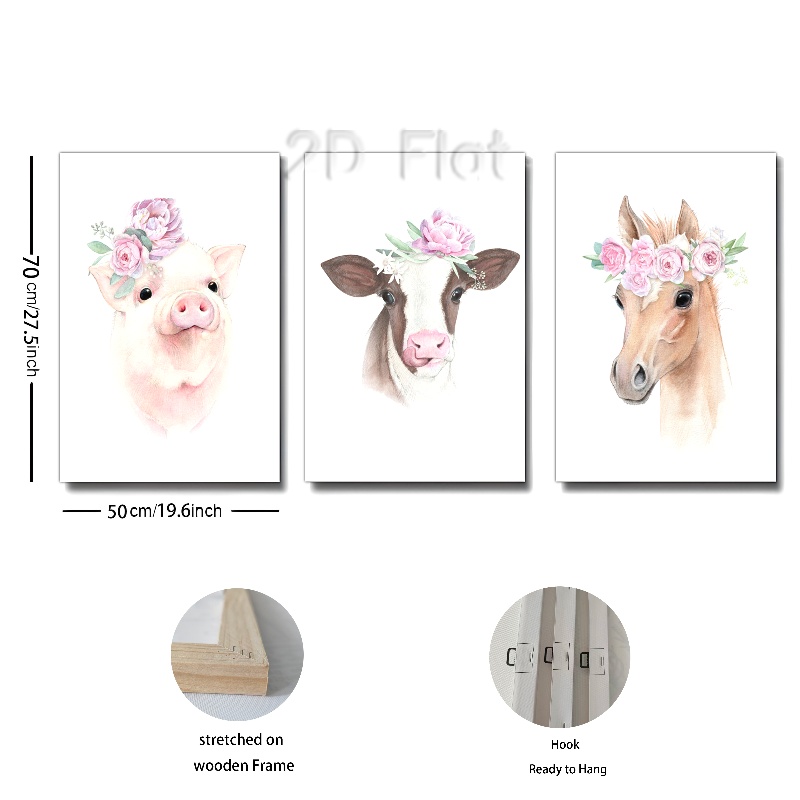 2D Flat
70 cm/27.5inch
50cm/19.6inch
stretched on
wooden Frame
Hook
Ready to Hang